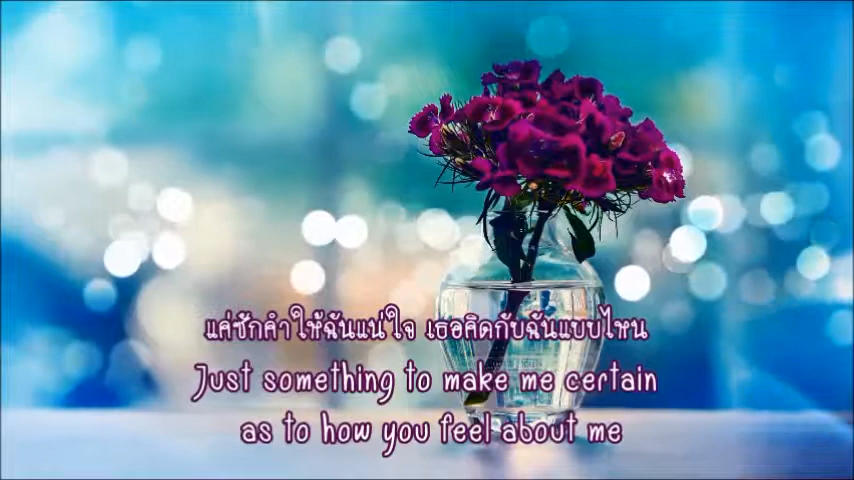 แค่ซักคำให้ฉันแน่ใจ เธอคิดกับฉันแบบไหน
Just something to make me certain
as to how you feel about me